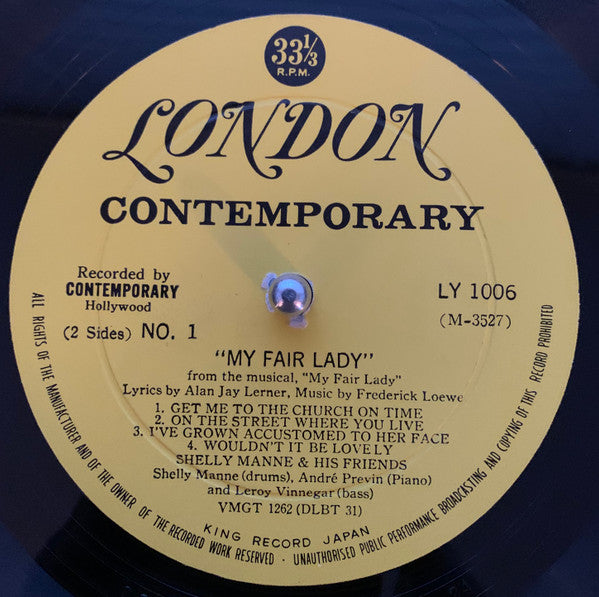 33⅓
R.P.M.
LONDON
CONTEMPORARY
Recorded by
CONTEMPORARY
Hollywood
(2 Sides) NO. 1
LY 1006
(M-3527)
"MY FAIR LADY"
from the musical, "My Fair Lady"
Lyrics by Alan Jay Lerner, Music by Frederick Loewe
1. GET ME TO THE CHURCH ON TIME
2. ON THE STREET WHERE YOU LIVE
3. I'VE GROWN ACCUSTOMED TO HER FACE
4. WOULDN'T IT BE LOVELY
SHELLY MANNE & HIS FRIENDS
Shelly Manne (drums), André Previn (Piano)
and Leroy Vinnegar (bass)
VMGT 1262 (DLBT 31)
KING RECORD JAPAN
ALL RIGHTS OF THE MANUFACTURER AND OF THE OWNER OF THE RECORDED WORK RESERVED · UNAUTHORISED PUBLIC PERFORMANCE BROADCASTING AND COPYING OF THIS RECORD PROHIBITED